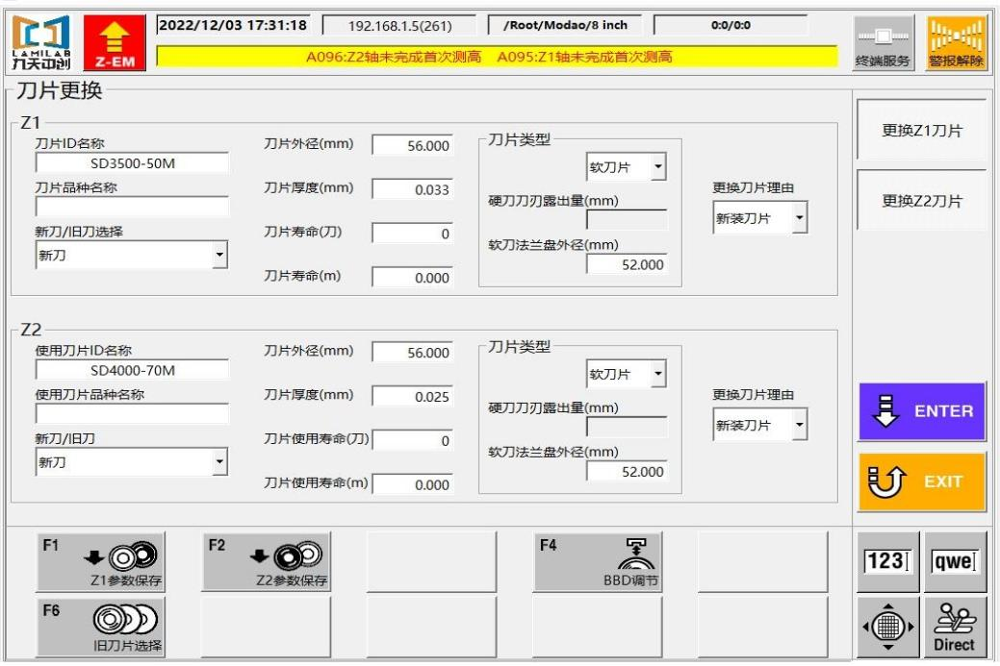 LAMILAB
九天中创
Z-EM
2022/12/03 17:31:18
192.168.1.5(261)
/Root/Modao/8 inch
0:0/0:0
A096:Z2轴未完成首次测高 A095:Z1轴未完成首次测高
终端服务
警报解除
刀片更换
Z1
刀片ID名称
SD3500-50M
刀片品种名称
新刀/旧刀选择
新刀
刀片外径(mm)
56.000
刀片厚度(mm)
0.033
刀片寿命(刀)
0
刀片寿命(m)
0.000
刀片类型
软刀片
硬刀刀刃露出量(mm)
软刀法兰盘外径(mm)
52.000
更换刀片理由
新装刀片
更换Z1刀片
更换Z2刀片
Z2
使用刀片ID名称
SD4000-70M
使用刀片品种名称
新刀/旧刀
新刀
刀片外径(mm)
56.000
刀片厚度(mm)
0.025
刀片使用寿命(刀)
0
刀片使用寿命(m)
0.000
刀片类型
软刀片
硬刀刀刃露出量(mm)
软刀法兰盘外径(mm)
52.000
更换刀片理由
新装刀片
ENTER
EXIT
F1
Z1参数保存
F2
Z2参数保存
F4
BBD调节
F6
旧刀片选择
123
qwe
Direct